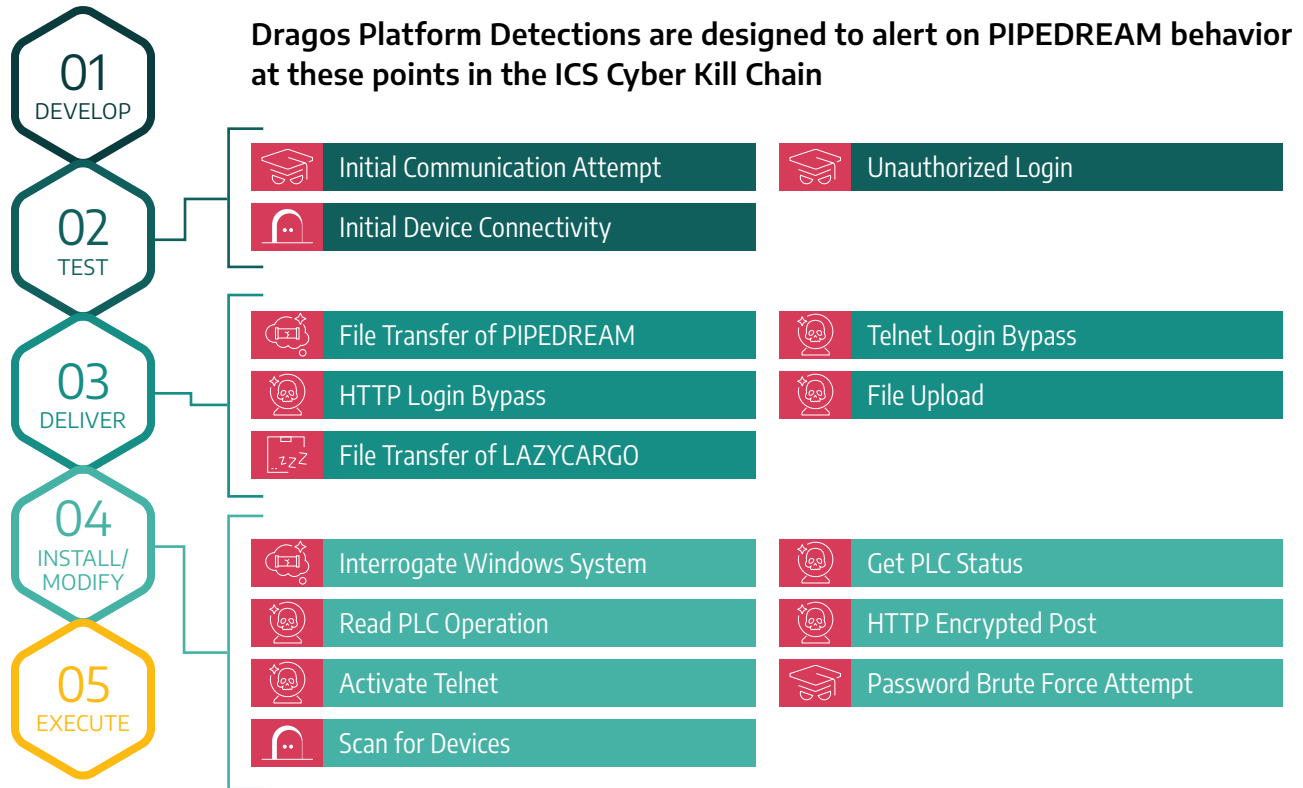 Dragos Platform Detections are designed to alert on PIPEDREAM behavior
at these points in the ICS Cyber Kill Chain
01
DEVELOP
02
TEST
Initial Communication Attempt
Unauthorized Login
Initial Device Connectivity
03
DELIVER
File Transfer of PIPEDREAM
Telnet Login Bypass
HTTP Login Bypass
File Upload
zzz
File Transfer of LAZYCARGO
04
INSTALL/
MODIFY
Interrogate Windows System
Get PLC Status
Read PLC Operation
HTTP Encrypted Post
Activate Telnet
Password Brute Force Attempt
Scan for Devices
05
EXECUTE